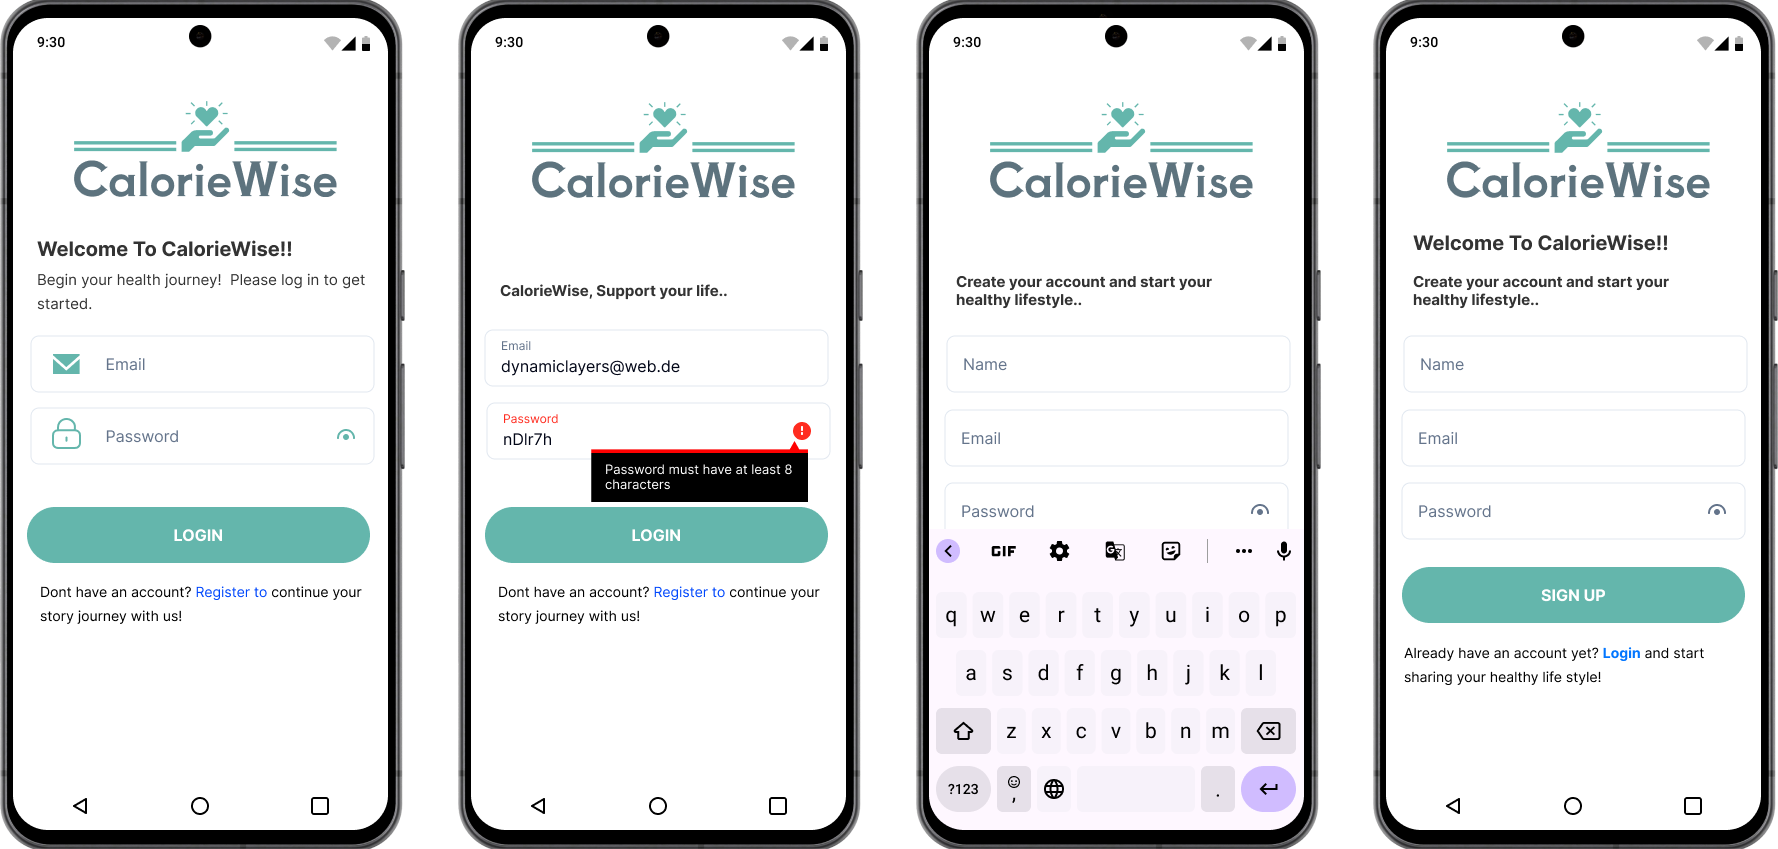 9:30
CalorieWise
Welcome To CalorieWise!!
Begin your health journey!  Please log in to get
started.
Email
Password
LOGIN
Dont have an account? Register to continue your
story journey with us!
9:30
CalorieWise
CalorieWise, Support your life..
Email
dynamiclayers@web.de
Password
nDlr7h
Password must have at least 8
characters
LOGIN
Dont have an account? Register to continue your
story journey with us!
9:30
CalorieWise
Create your account and start your
healthy lifestyle..
Name
Email
Password
GIF
q w e r t y u i o p
a s d f g h j k l
z x c v b n m
?123 , .
9:30
CalorieWise
Welcome To CalorieWise!!
Create your account and start your
healthy lifestyle..
Name
Email
Password
SIGN UP
Already have an account yet? Login and start
sharing your healthy life style!